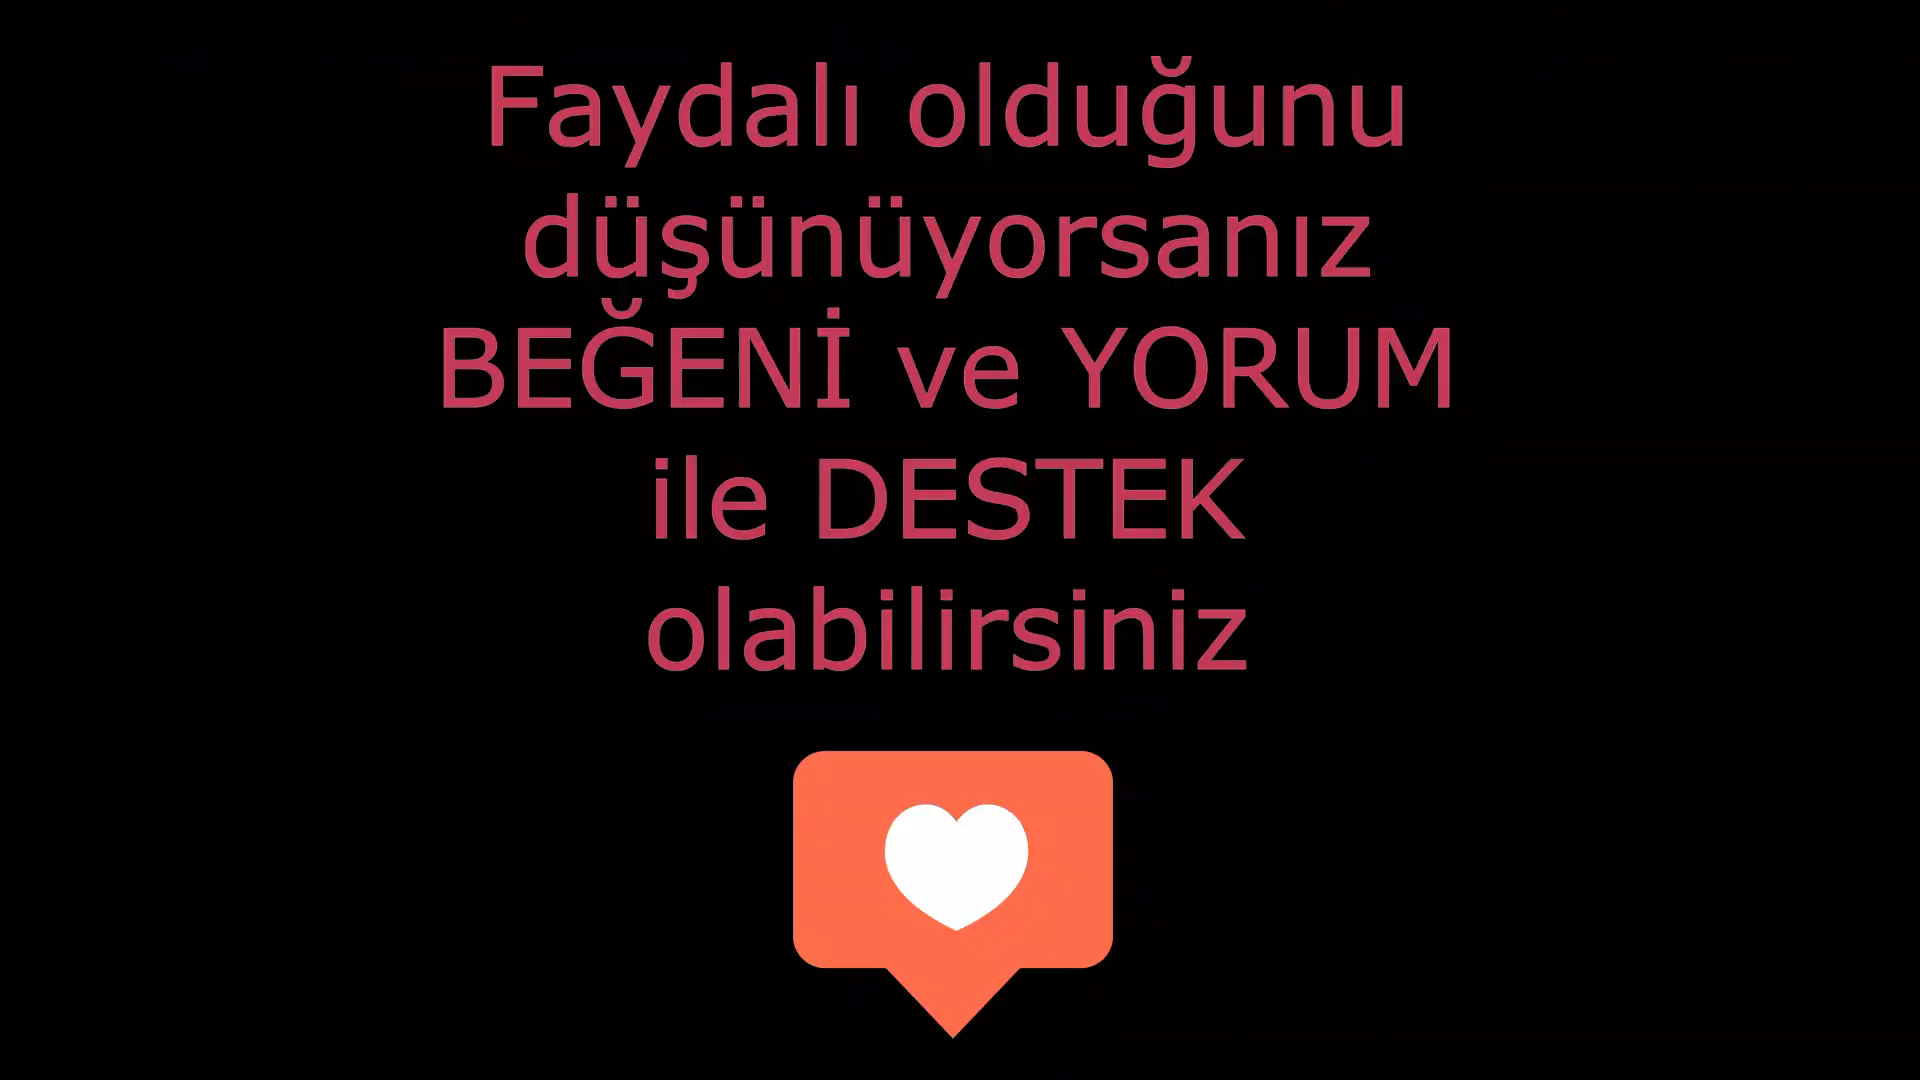 Faydalı olduğunu
düşünüyorsanız
BEĞENİ ve YORUM
ile DESTEK
olabilirsiniz